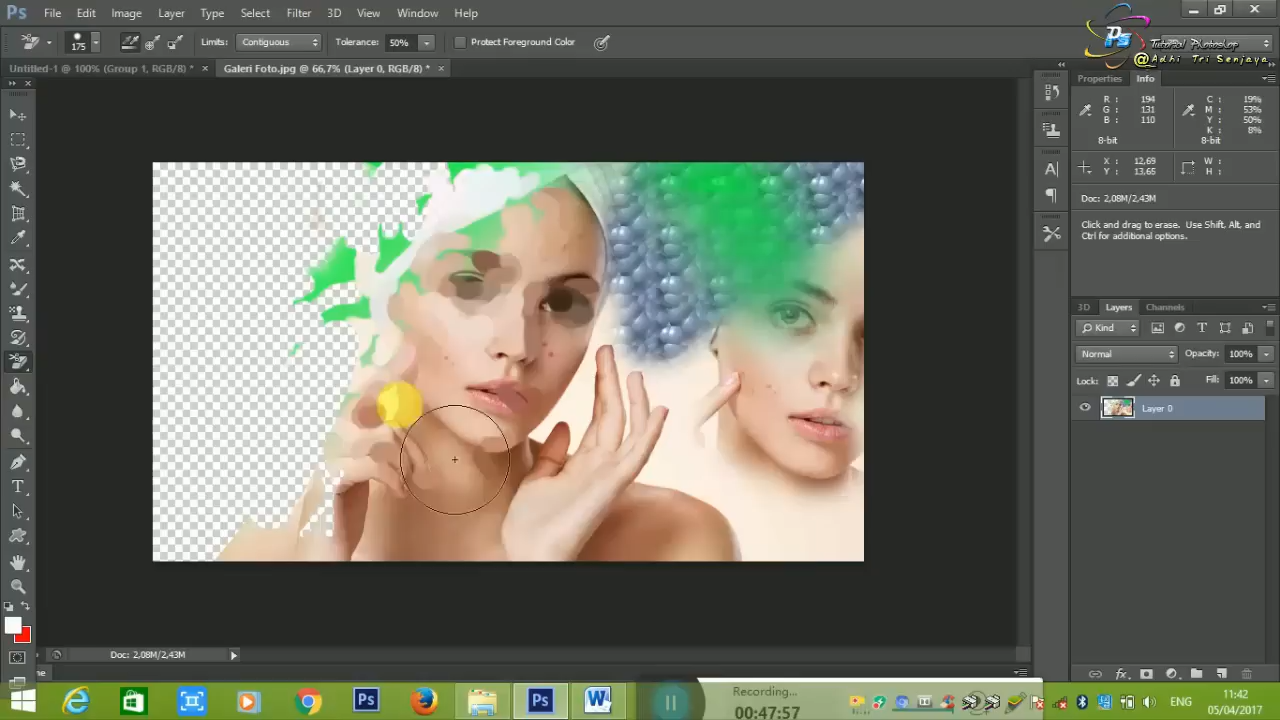 Ps File Edit Image Layer Type Select Filter 3D View Window Help
175 Limits: Contiguous Tolerance: 50% Protect Foreground Color
Ps Tutorial Photoshop
@Adhi Tri Senjaya
Untitled-1 @ 100% (Group 1, RGB/8) * × Galeri Foto.jpg @ 66,7% (Layer 0, RGB/8) * ×
Properties Info
R: 194 C: 19%
G: 131 M: 53%
B: 110 Y: 50%
K: 8%
8-bit 8-bit
X: 12,69 W:
Y: 13,65 H:
Doc: 2,08M/2,43M
Click and drag to erase. Use Shift, Alt, and
Ctrl for additional options.
3D Layers Channels
Kind
Normal Opacity: 100%
Lock: Fill: 100%
Layer 0
Doc: 2,08M/2,43M
ne
Recording...
00:47:57
ENG
11:42
05/04/2017